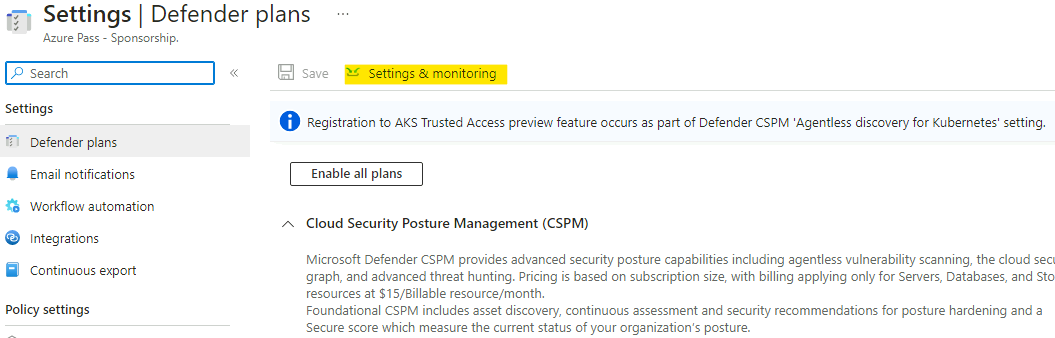 Settings | Defender plans ...
Azure Pass - Sponsorship.
Search
«
Settings
Defender plans
Email notifications
Workflow automation
Integrations
Continuous export
Policy settings
Save
Settings & monitoring
Registration to AKS Trusted Access preview feature occurs as part of Defender CSPM 'Agentless discovery for Kubernetes' setting.
Enable all plans
Cloud Security Posture Management (CSPM)
Microsoft Defender CSPM provides advanced security posture capabilities including agentless vulnerability scanning, the cloud secu
graph, and advanced threat hunting. Pricing is based on subscription size, with billing applying only for Servers, Databases, and Sto
resources at $15/Billable resource/month.
Foundational CSPM includes asset discovery, continuous assessment and security recommendations for posture hardening and a
Secure score which measure the current status of your organization's posture.